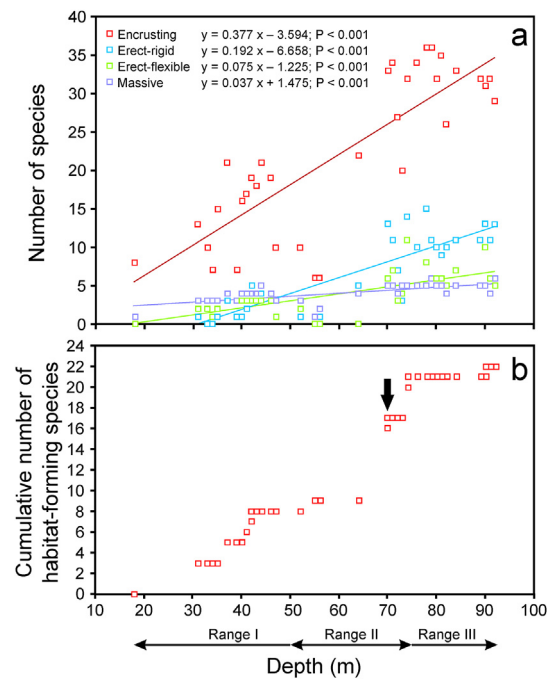 a
Encrusting y = 0.377 x – 3.594; P < 0.001
Erect-rigid y = 0.192 x – 6.658; P < 0.001
Erect-flexible y = 0.075 x – 1.225; P < 0.001
Massive y = 0.037 x + 1.475; P < 0.001
Number of species
40
35
30
25
20
15
10
5
0
b
Cumulative number of
habitat-forming species
24
22
20
18
16
14
12
10
8
6
4
2
0
10 20 30 40 50 60 70 80 90 100
Range I Range II Range III
Depth (m)